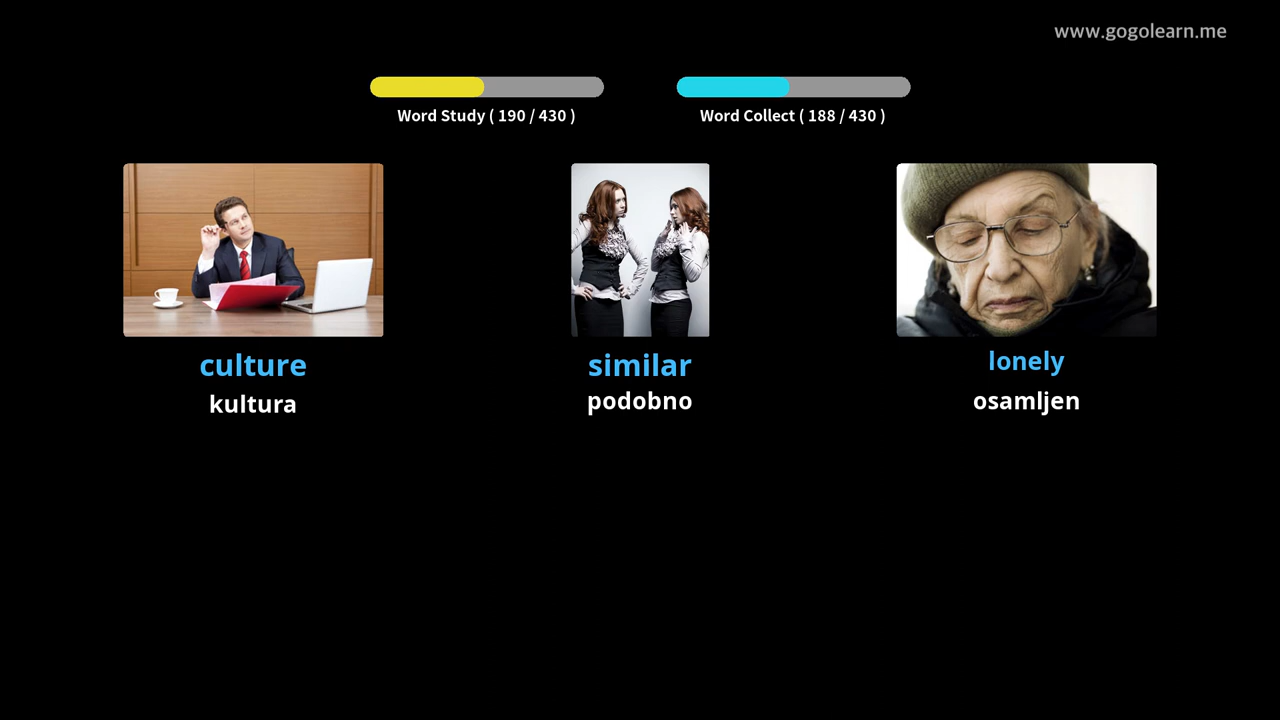 www.gogolearn.me
Word Study ( 190 / 430 )
Word Collect ( 188 / 430 )
culture
similar
lonely
kultura
podobno
osamljen